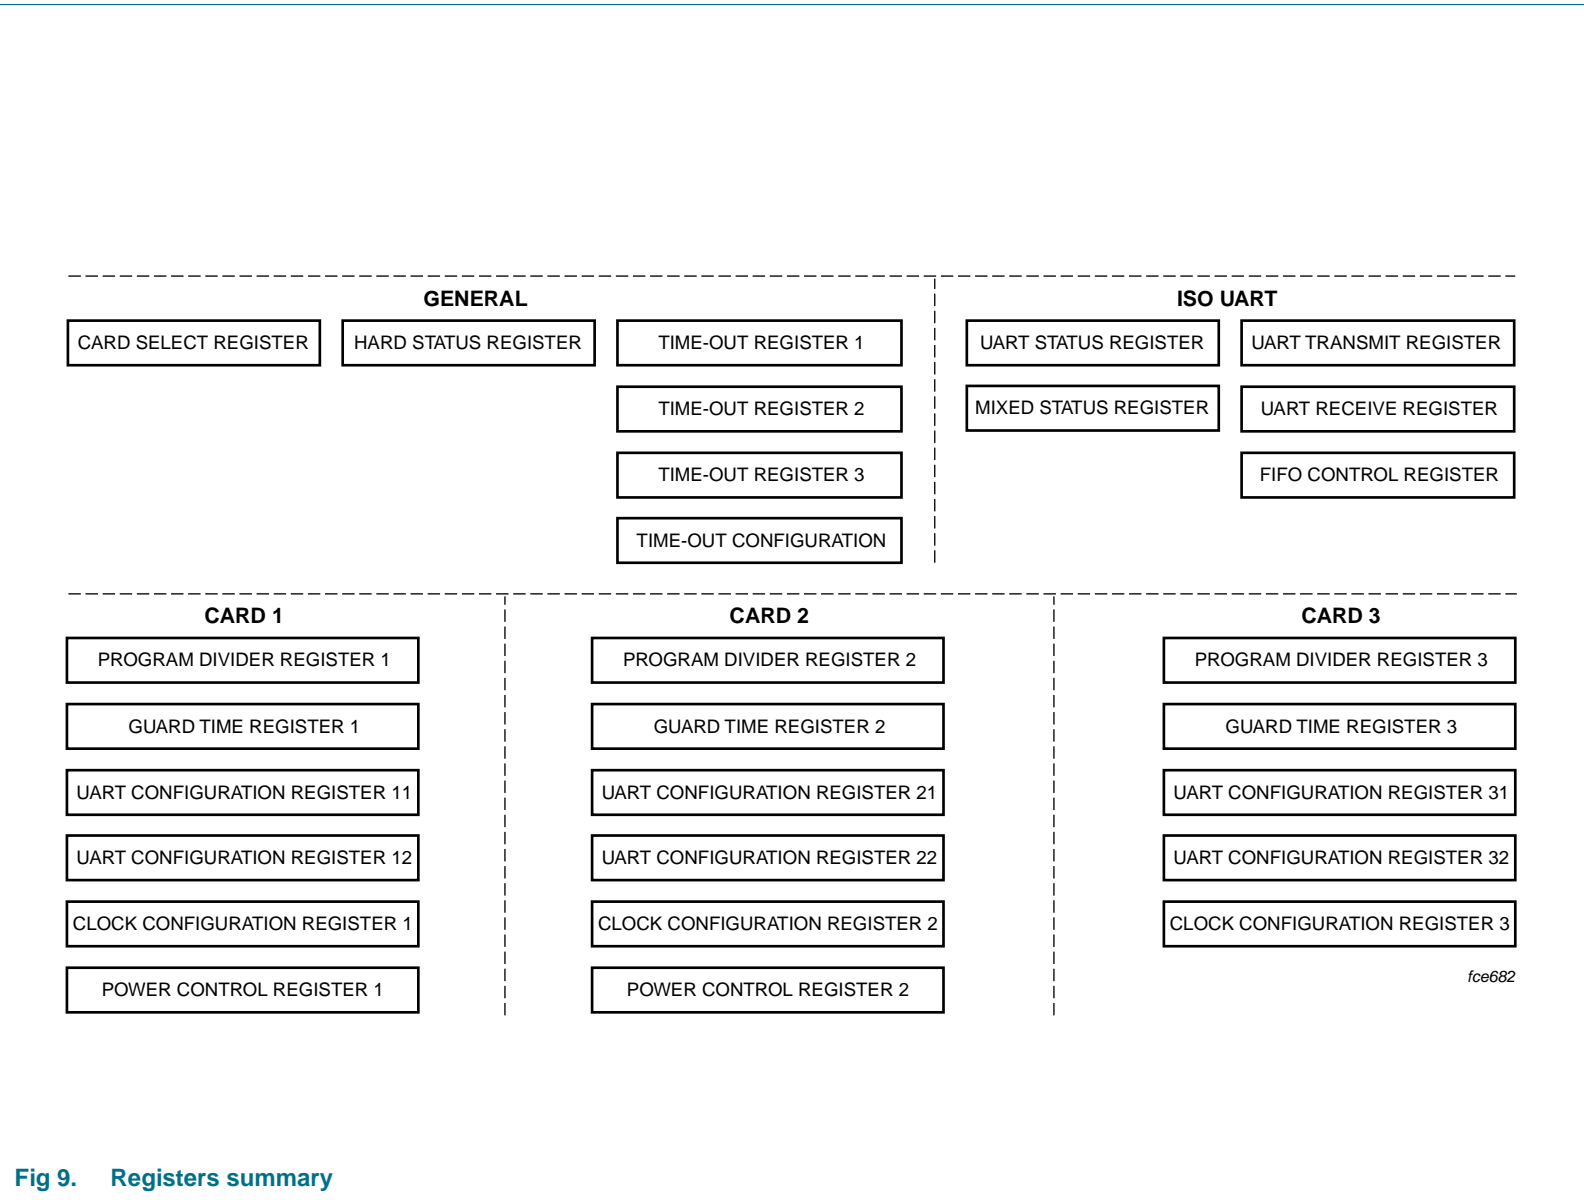 GENERAL
CARD SELECT REGISTER
HARD STATUS REGISTER
TIME-OUT REGISTER 1
TIME-OUT REGISTER 2
TIME-OUT REGISTER 3
TIME-OUT CONFIGURATION
ISO UART
UART STATUS REGISTER
UART TRANSMIT REGISTER
MIXED STATUS REGISTER
UART RECEIVE REGISTER
FIFO CONTROL REGISTER
CARD 1
PROGRAM DIVIDER REGISTER 1
GUARD TIME REGISTER 1
UART CONFIGURATION REGISTER 11
UART CONFIGURATION REGISTER 12
CLOCK CONFIGURATION REGISTER 1
POWER CONTROL REGISTER 1
CARD 2
PROGRAM DIVIDER REGISTER 2
GUARD TIME REGISTER 2
UART CONFIGURATION REGISTER 21
UART CONFIGURATION REGISTER 22
CLOCK CONFIGURATION REGISTER 2
POWER CONTROL REGISTER 2
CARD 3
PROGRAM DIVIDER REGISTER 3
GUARD TIME REGISTER 3
UART CONFIGURATION REGISTER 31
UART CONFIGURATION REGISTER 32
CLOCK CONFIGURATION REGISTER 3
fce682
Fig 9. Registers summary